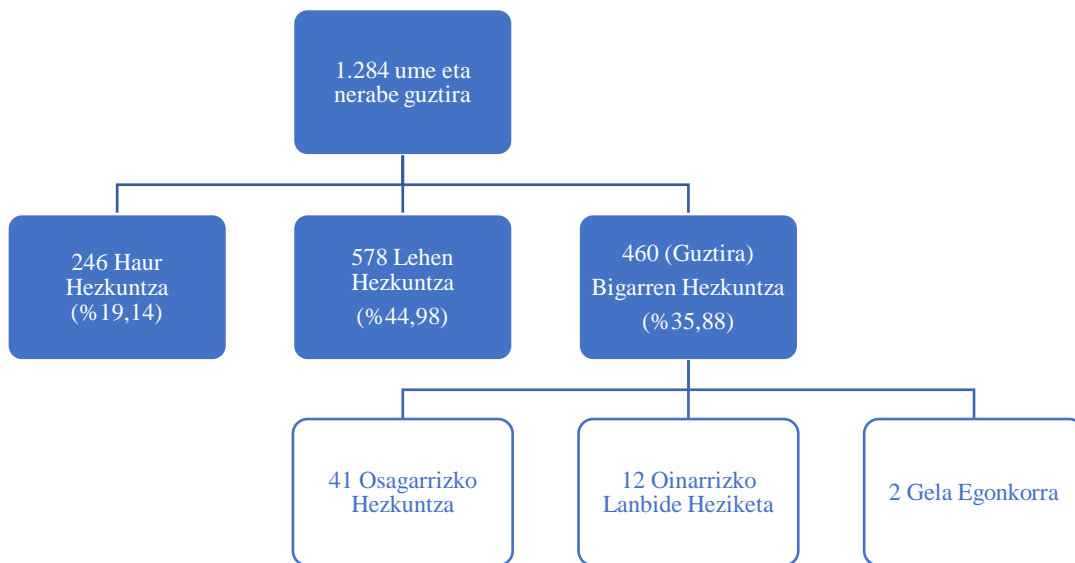 1.284 ume eta
nerabe guztira
246 Haur
Hezkuntza
(%19,14)
578 Lehen
Hezkuntza
(%44,98)
460 (Guztira)
Bigarren Hezkuntza
(%35,88)
41 Osagarrizko
Hezkuntza
12 Oinarrizko
Lanbide Heziketa
2 Gela Egonkorra